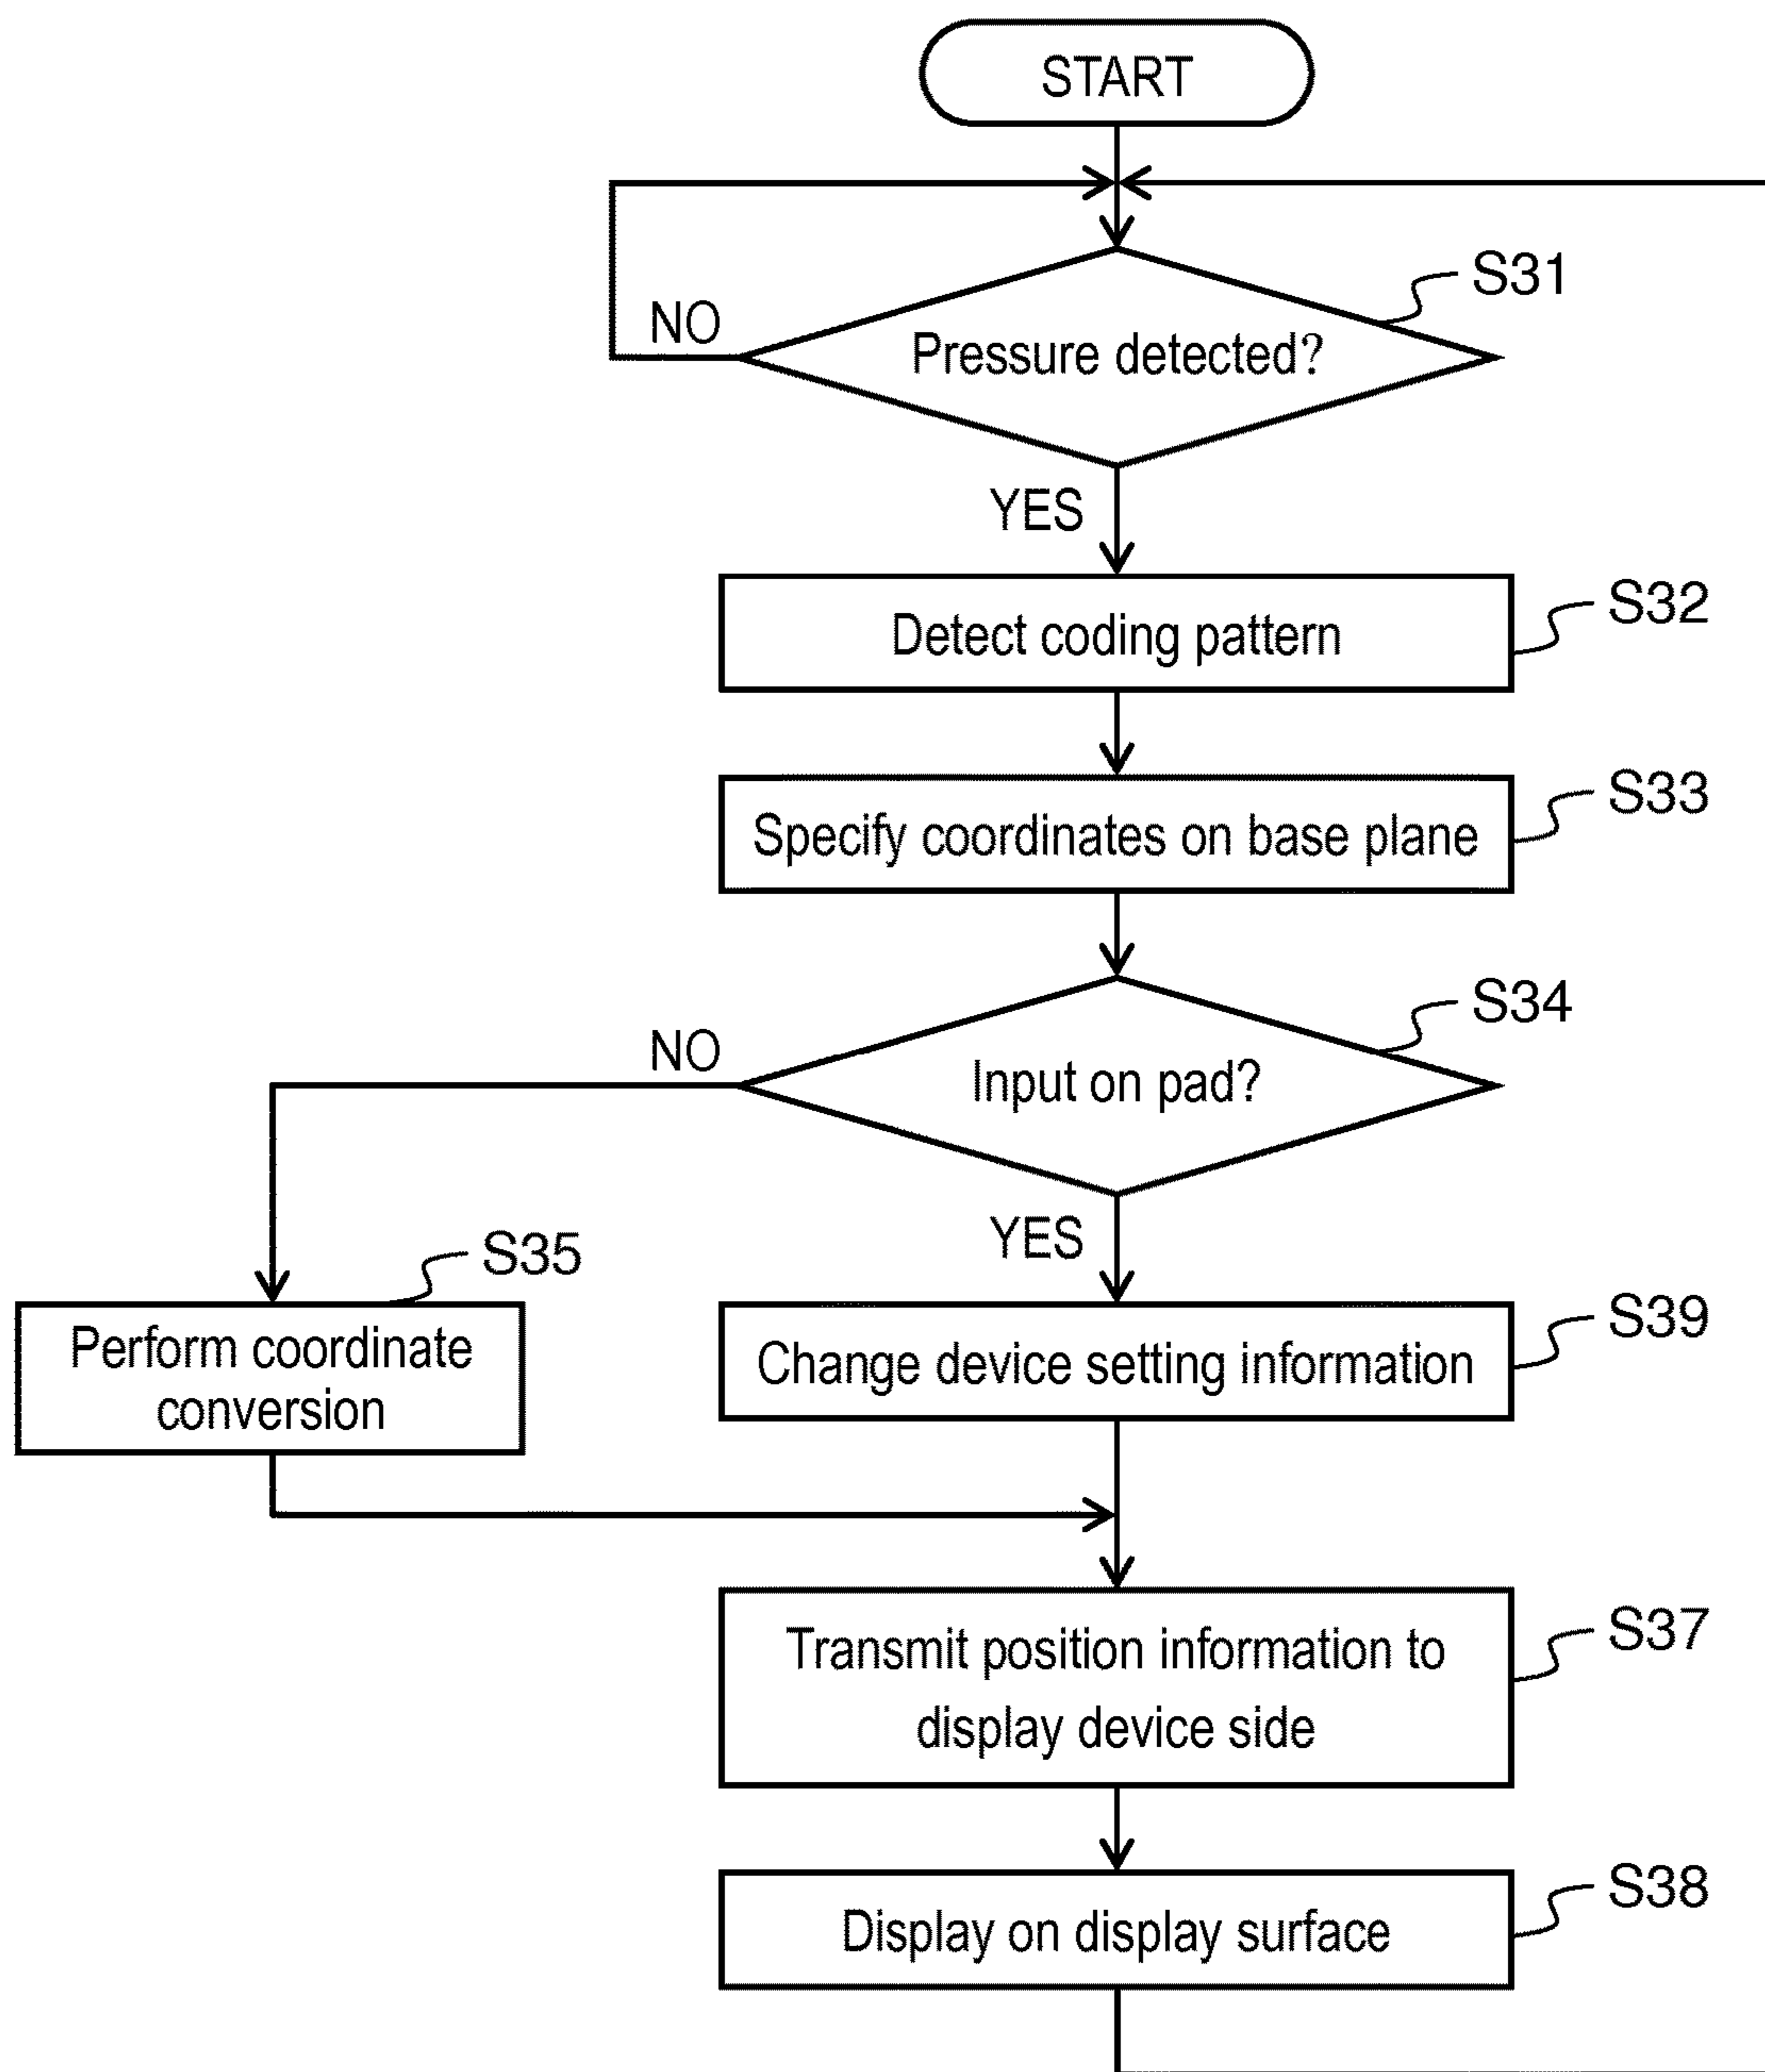 START
S31
NO
Pressure detected?
YES
S32
Detect coding pattern
S33
Specify coordinates on base plane
S34
NO
Input on pad?
YES
S35
Perform coordinate
conversion
S39
Change device setting information
S37
Transmit position information to
display device side
S38
Display on display surface